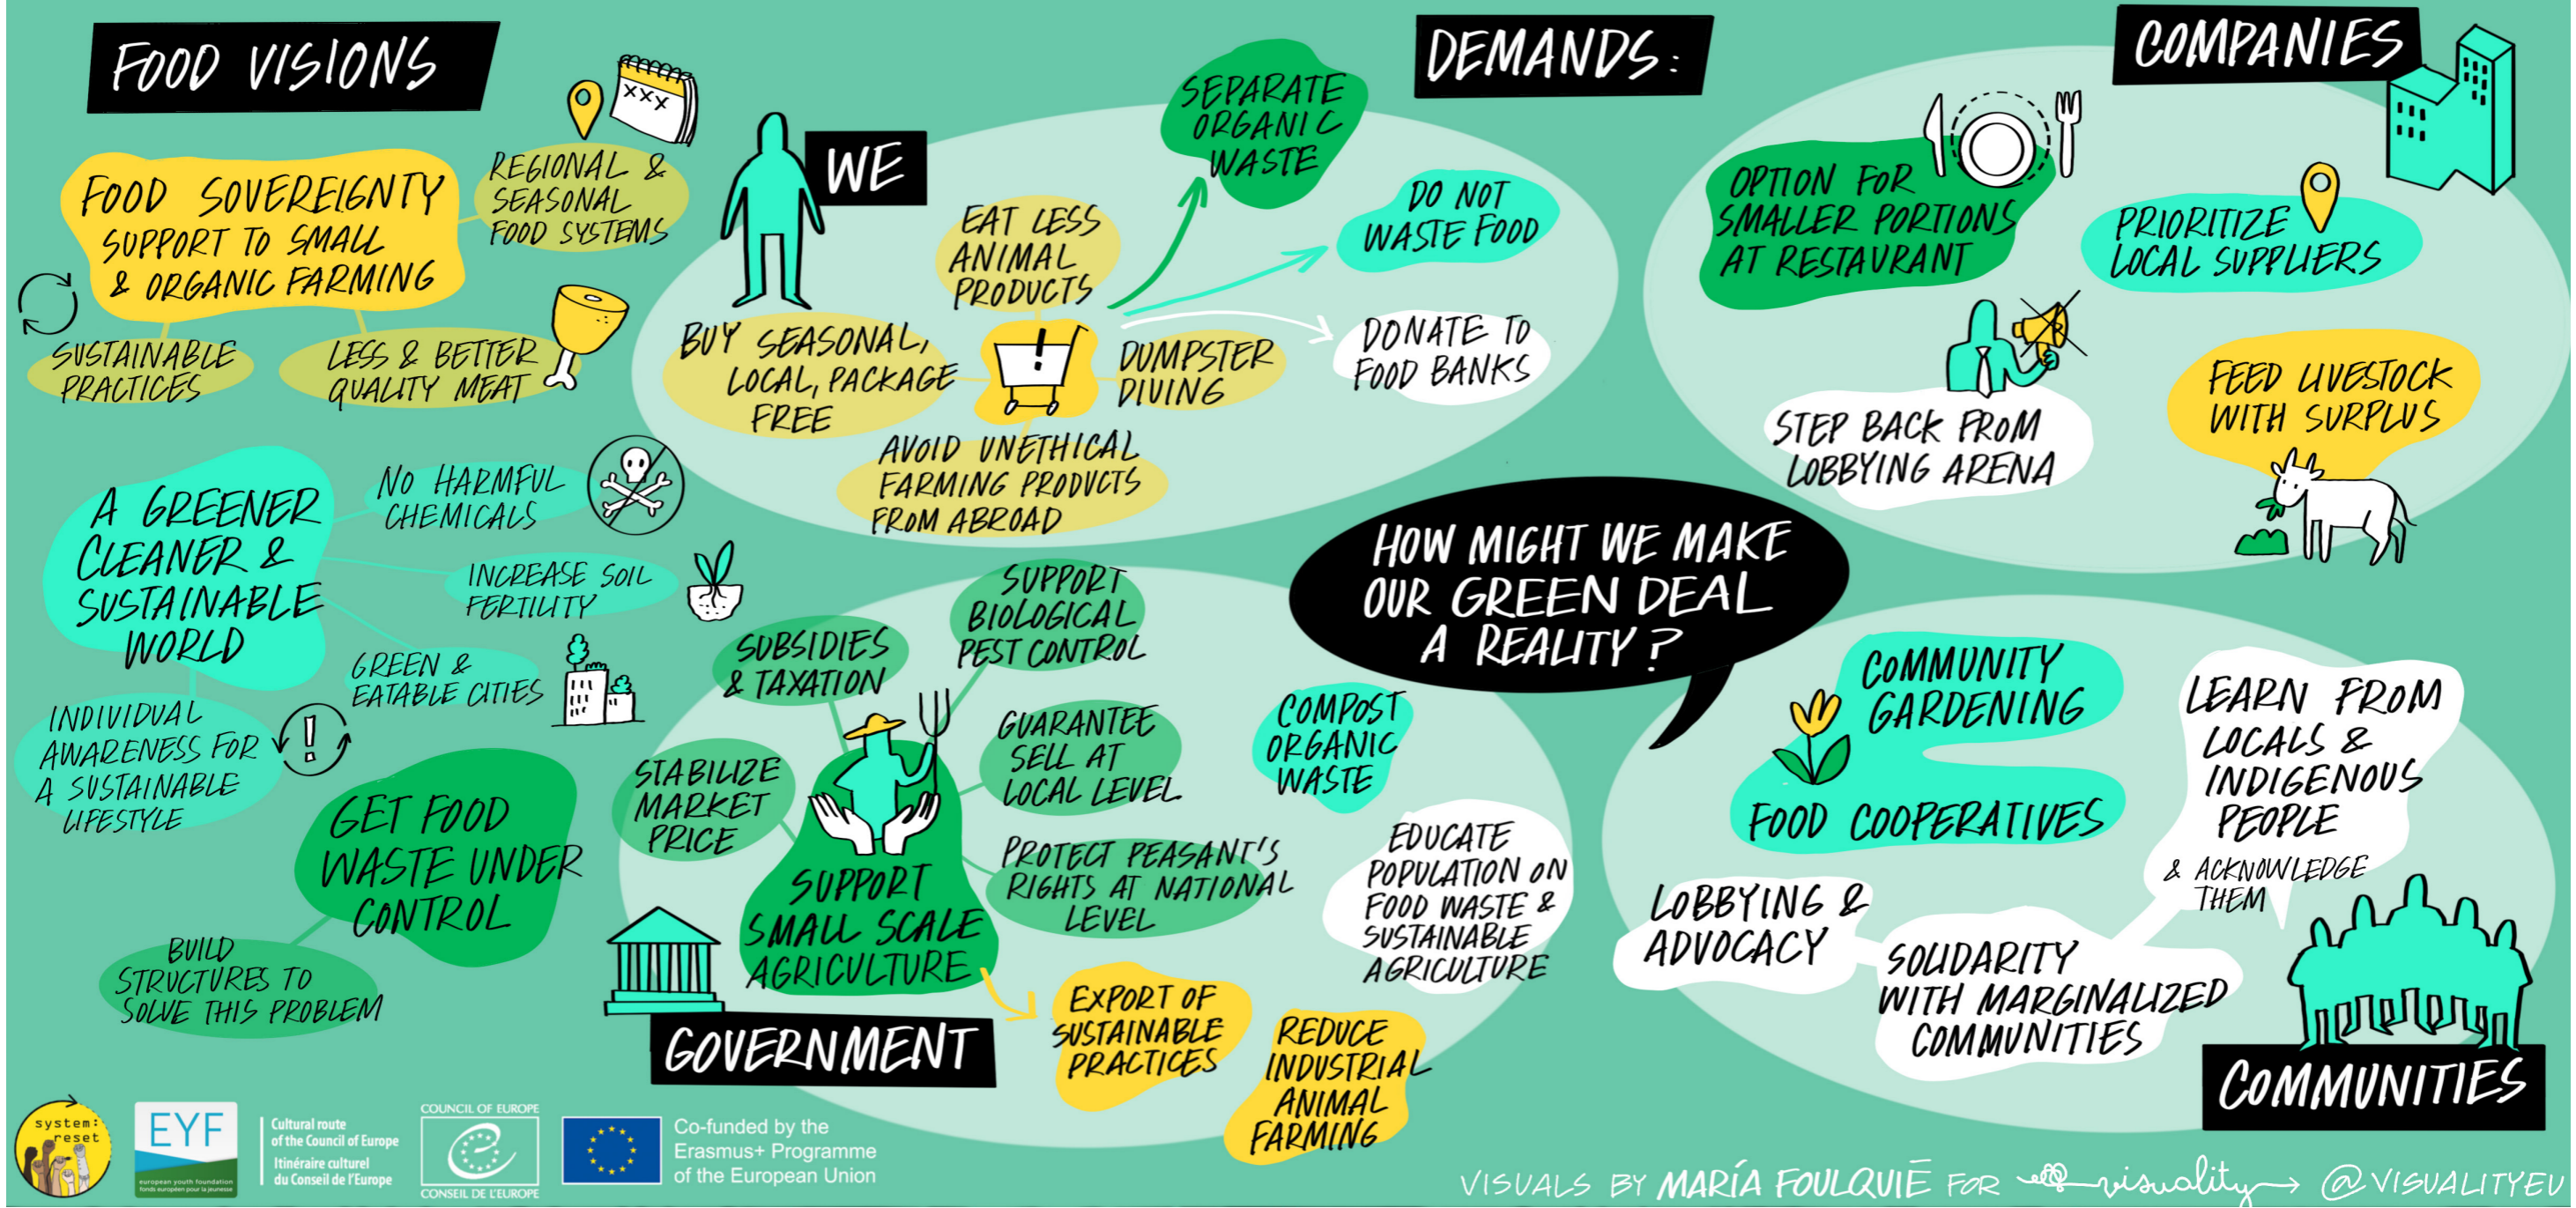 FOOD VISIONS
XXX
FOOD SOVEREIGNTY
SUPPORT TO SMALL
& ORGANIC FARMING
REGIONAL &
SEASONAL
FOOD SYSTEMS
SUSTAINABLE
PRACTICES
LESS & BETTER
QUALITY MEAT
A GREENER
CLEANER &
SUSTAINABLE
WORLD
NO HARMFUL
CHEMICALS
INCREASE SOIL
FERTILITY
GREEN &
EATABLE CITIES
INDIVIDUAL
AWARENESS FOR
A SUSTAINABLE
LIFESTYLE
!
GET FOOD
WASTE UNDER
CONTROL
BUILD
STRUCTURES TO
SOLVE THIS PROBLEM
DEMANDS:
WE
SEPARATE
ORGANIC
WASTE
DO NOT
WASTE FOOD
DONATE TO
FOOD BANKS
EAT LESS
ANIMAL
PRODUCTS
BUY SEASONAL,
LOCAL, PACKAGE
FREE
!
DUMPSTER
DIVING
AVOID UNETHICAL
FARMING PRODUCTS
FROM ABROAD
COMPANIES
OPTION FOR
SMALLER PORTIONS
AT RESTAURANT
PRIORITIZE
LOCAL SUPPLIERS
STEP BACK FROM
LOBBYING ARENA
FEED LIVESTOCK
WITH SURPLUS
HOW MIGHT WE MAKE
OUR GREEN DEAL
A REALITY?
SUPPORT
BIOLOGICAL
PEST CONTROL
SUBSIDIES
& TAXATION
STABILIZE
MARKET
PRICE
GUARANTEE
SELL AT
LOCAL LEVEL
PROTECT PEASANT'S
RIGHTS AT NATIONAL
LEVEL
SUPPORT
SMALL SCALE
AGRICULTURE
COMPOST
ORGANIC
WASTE
EDUCATE
POPULATION ON
FOOD WASTE &
SUSTAINABLE
AGRICULTURE
EXPORT OF
SUSTAINABLE
PRACTICES
REDUCE
INDUSTRIAL
ANIMAL
FARMING
GOVERNMENT
COMMUNITY
GARDENING
FOOD COOPERATIVES
LEARN FROM
LOCALS &
INDIGENOUS
PEOPLE
& ACKNOWLEDGE
THEM
LOBBYING &
ADVOCACY
SOLIDARITY
WITH MARGINALIZED
COMMUNITIES
COMMUNITIES
system:
reset
EYF
european youth foundation
fonds européen pour la jeunesse
Cultural route
of the Council of Europe
Itinéraire culturel
du Conseil de l'Europe
COUNCIL OF EUROPE
CONSEIL DE L'EUROPE
Co-funded by the
Erasmus+ Programme
of the European Union
VISUALS BY MARÍA FOULQUIÉ FOR visuality @VISUALITYEU